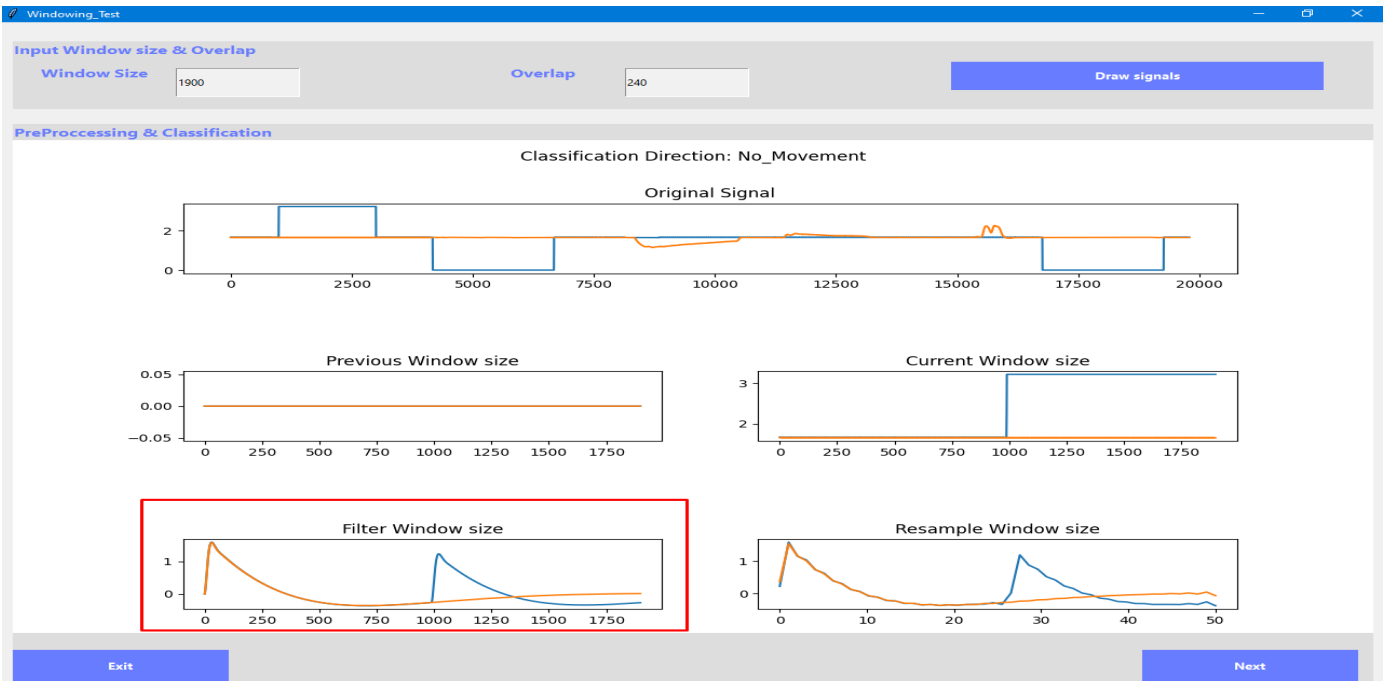 Windowing_Test
Input Window size & Overlap
Window Size 1900 Overlap 240 Draw signals
PreProccessing & Classification
Classification Direction: No_Movement
Original Signal
2
0
0 2500 5000 7500 10000 12500 15000 17500 20000
Previous Window size
0.05
0.00
−0.05
0 250 500 750 1000 1250 1500 1750
Current Window size
3
2
0 250 500 750 1000 1250 1500 1750
Filter Window size
1
0
0 250 500 750 1000 1250 1500 1750
Resample Window size
1
0
0 10 20 30 40 50
Exit Next